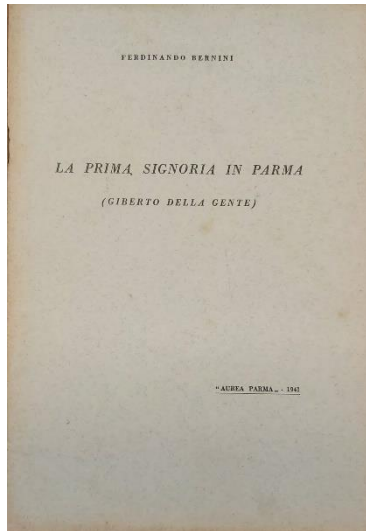 FERDINANDO BERNINI
LA PRIMA SIGNORIA IN PARMA
(GIBERTO DELLA GENTE)
"AUREA PARMA„ - 1941